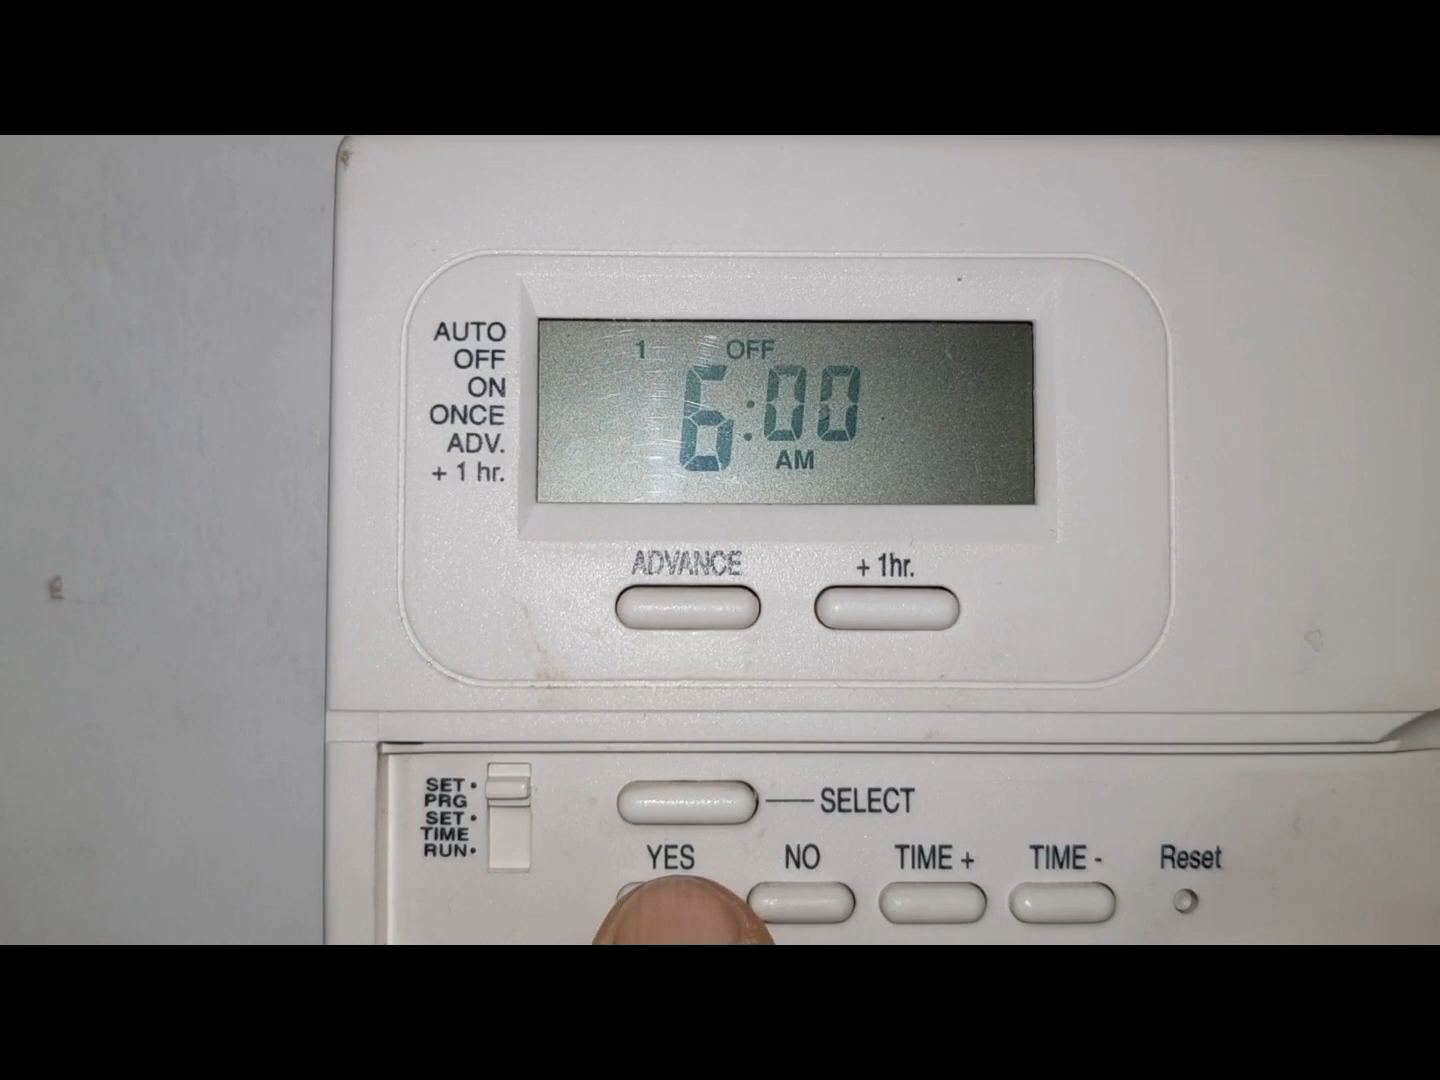 AUTO
OFF
ON
ONCE
ADV.
+ 1 hr.
1 OFF
6:00
AM
ADVANCE + 1hr.
SET
PRG
SET
TIME
RUN
SELECT
YES NO TIME + TIME - Reset